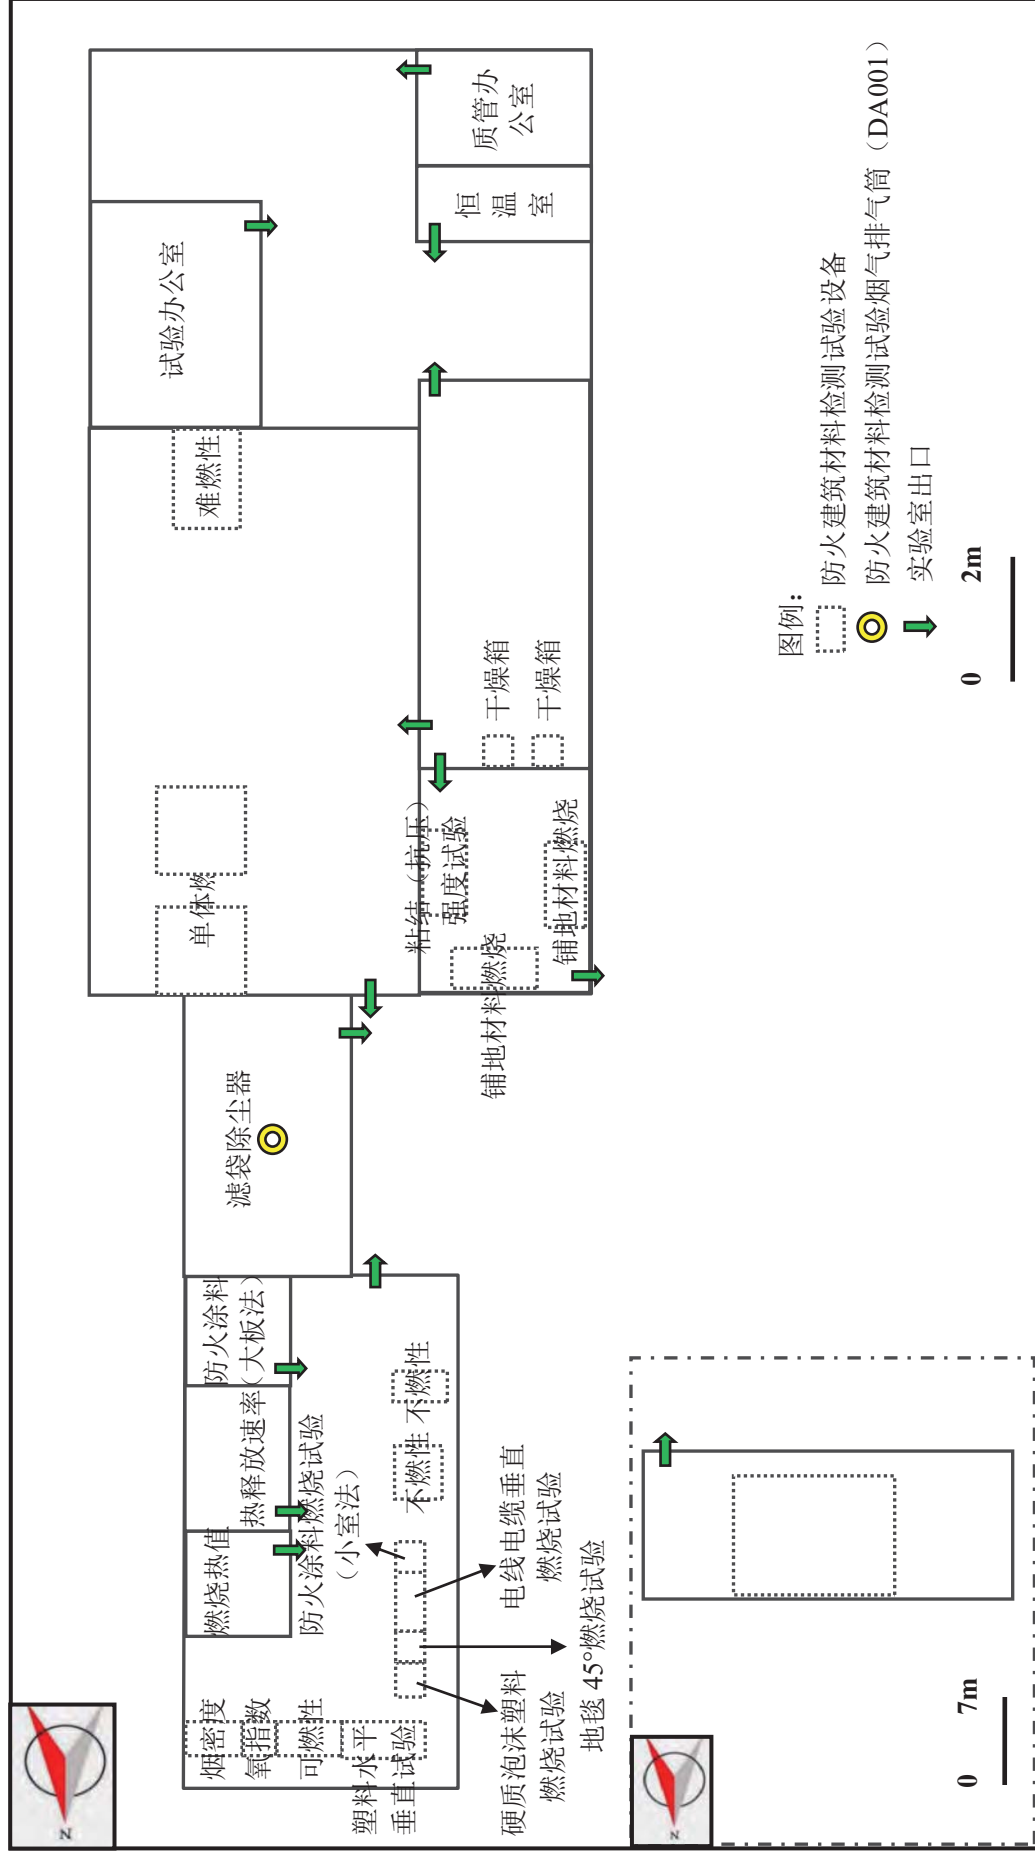 烟密度
氧指数
可燃性
塑料水平
垂直试验
燃烧热值
热释放速率
防火涂料
（大板法）
防火涂料燃烧试验
（小室法）
不燃性
不燃性
硬质泡沫塑料
燃烧试验
地毯 45°燃烧试验
电线电缆垂直
燃烧试验
滤袋除尘器
单体燃
难燃性
粘结（抗压）
强度试验
铺地材料燃烧
铺地材料燃烧
干燥箱
干燥箱
试验办公室
恒
温
室
质管办
公室
图例：
防火建筑材料检测试验设备
防火建筑材料检测试验烟气排气筒（DA001）
实验室出口
0 2m
0 7m
N
N